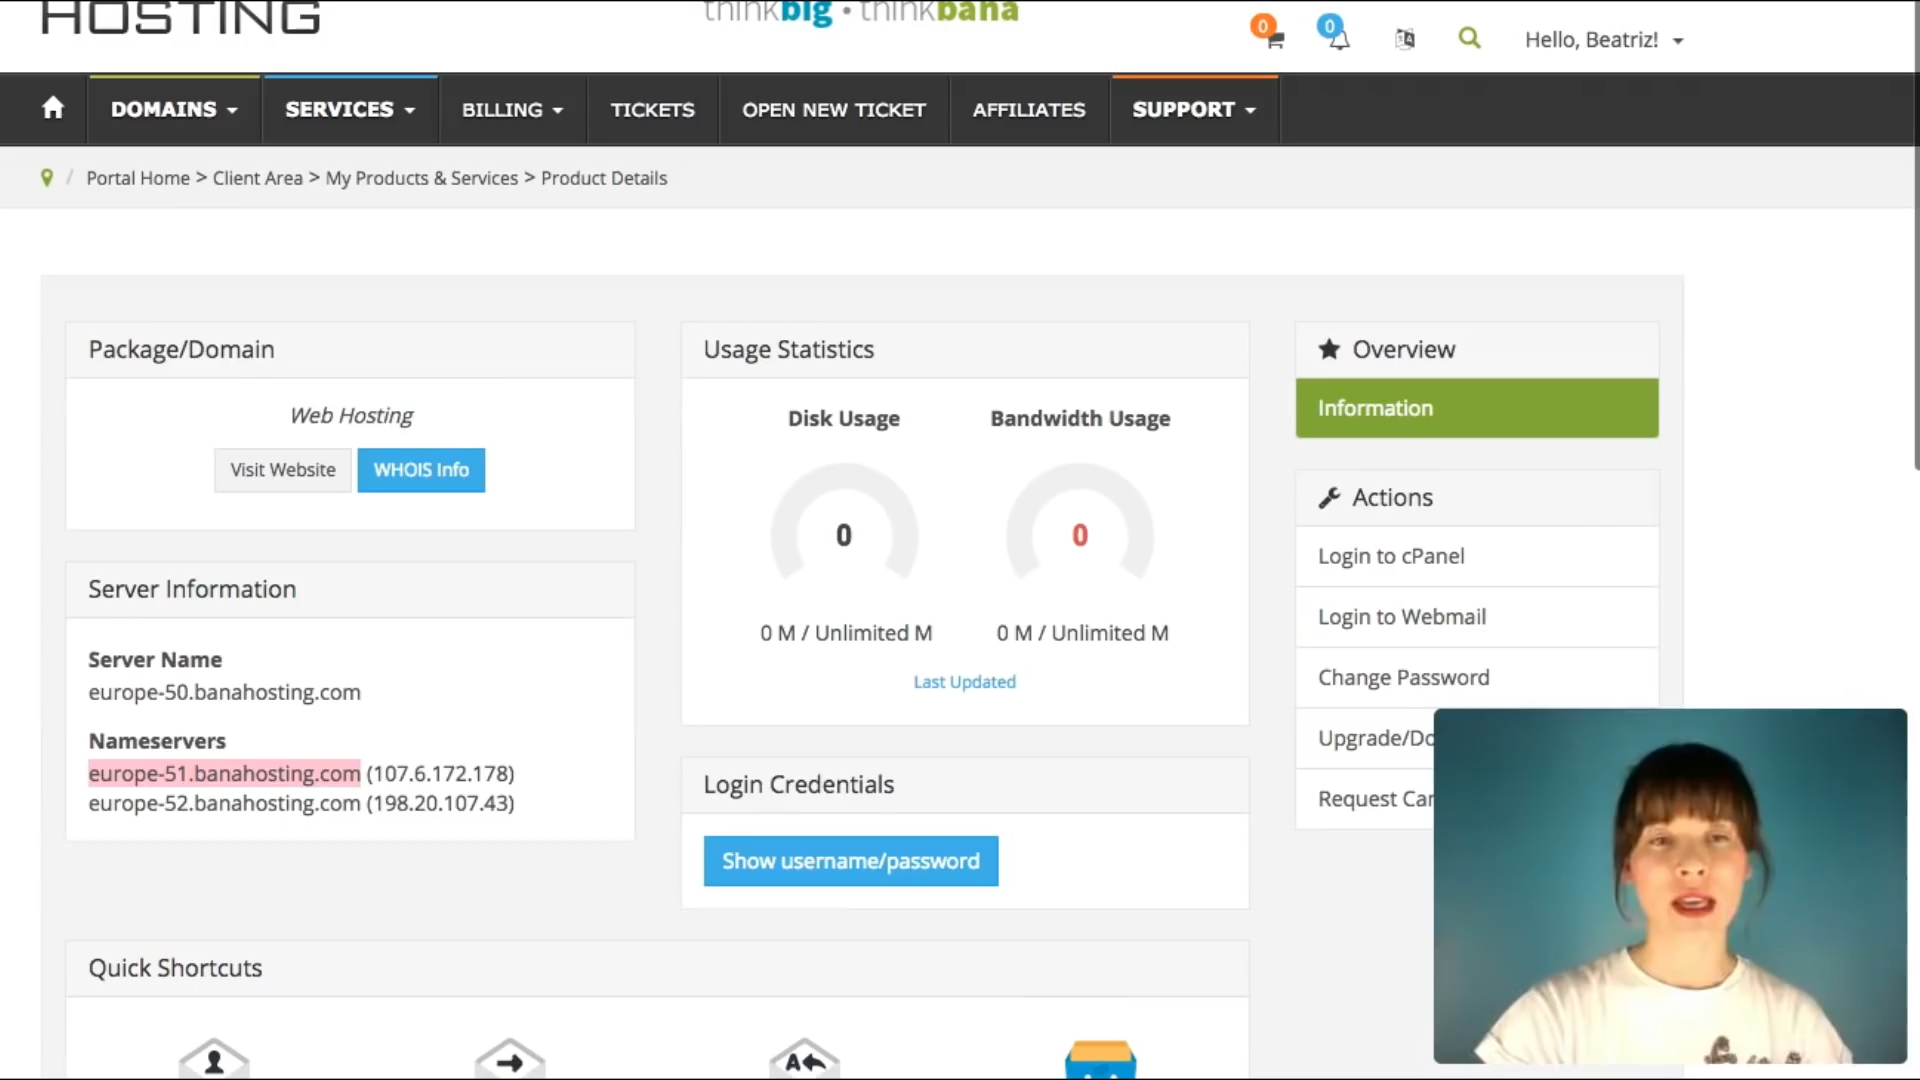 HOSTING
thinkbig • thinkbana
0
0
Hello, Beatriz!
DOMAINS
SERVICES
BILLING
TICKETS
OPEN NEW TICKET
AFFILIATES
SUPPORT
/ Portal Home > Client Area > My Products & Services > Product Details
Package/Domain
Web Hosting
Visit Website
WHOIS Info
Server Information
Server Name
europe-50.banahosting.com
Nameservers
europe-51.banahosting.com (107.6.172.178)
europe-52.banahosting.com (198.20.107.43)
Usage Statistics
Disk Usage
Bandwidth Usage
0
0
0 M / Unlimited M
0 M / Unlimited M
Last Updated
Login Credentials
Show username/password
Overview
Information
Actions
Login to cPanel
Login to Webmail
Change Password
Upgrade/Do
Request Can
Quick Shortcuts
A